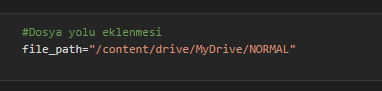 #Dosya yolu eklenmesi
file_path="/content/drive/MyDrive/NORMAL"